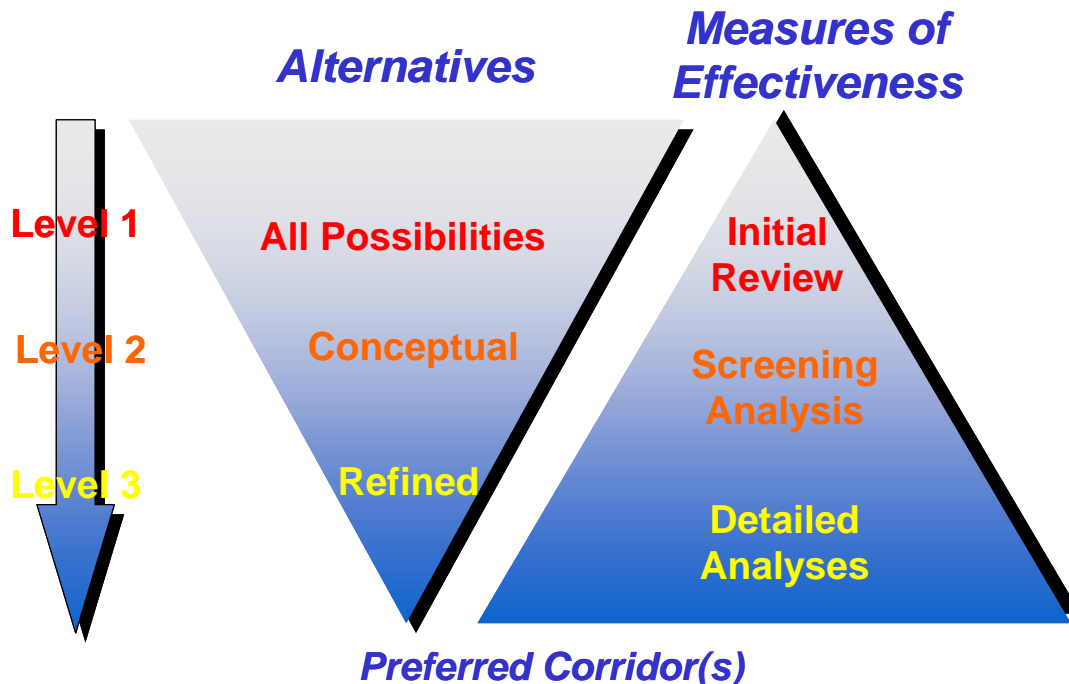 Alternatives
Measures of
Effectiveness
Level 1
All Possibilities
Initial
Review
Level 2
Conceptual
Screening
Analysis
Level 3
Refined
Detailed
Analyses
Preferred Corridor(s)